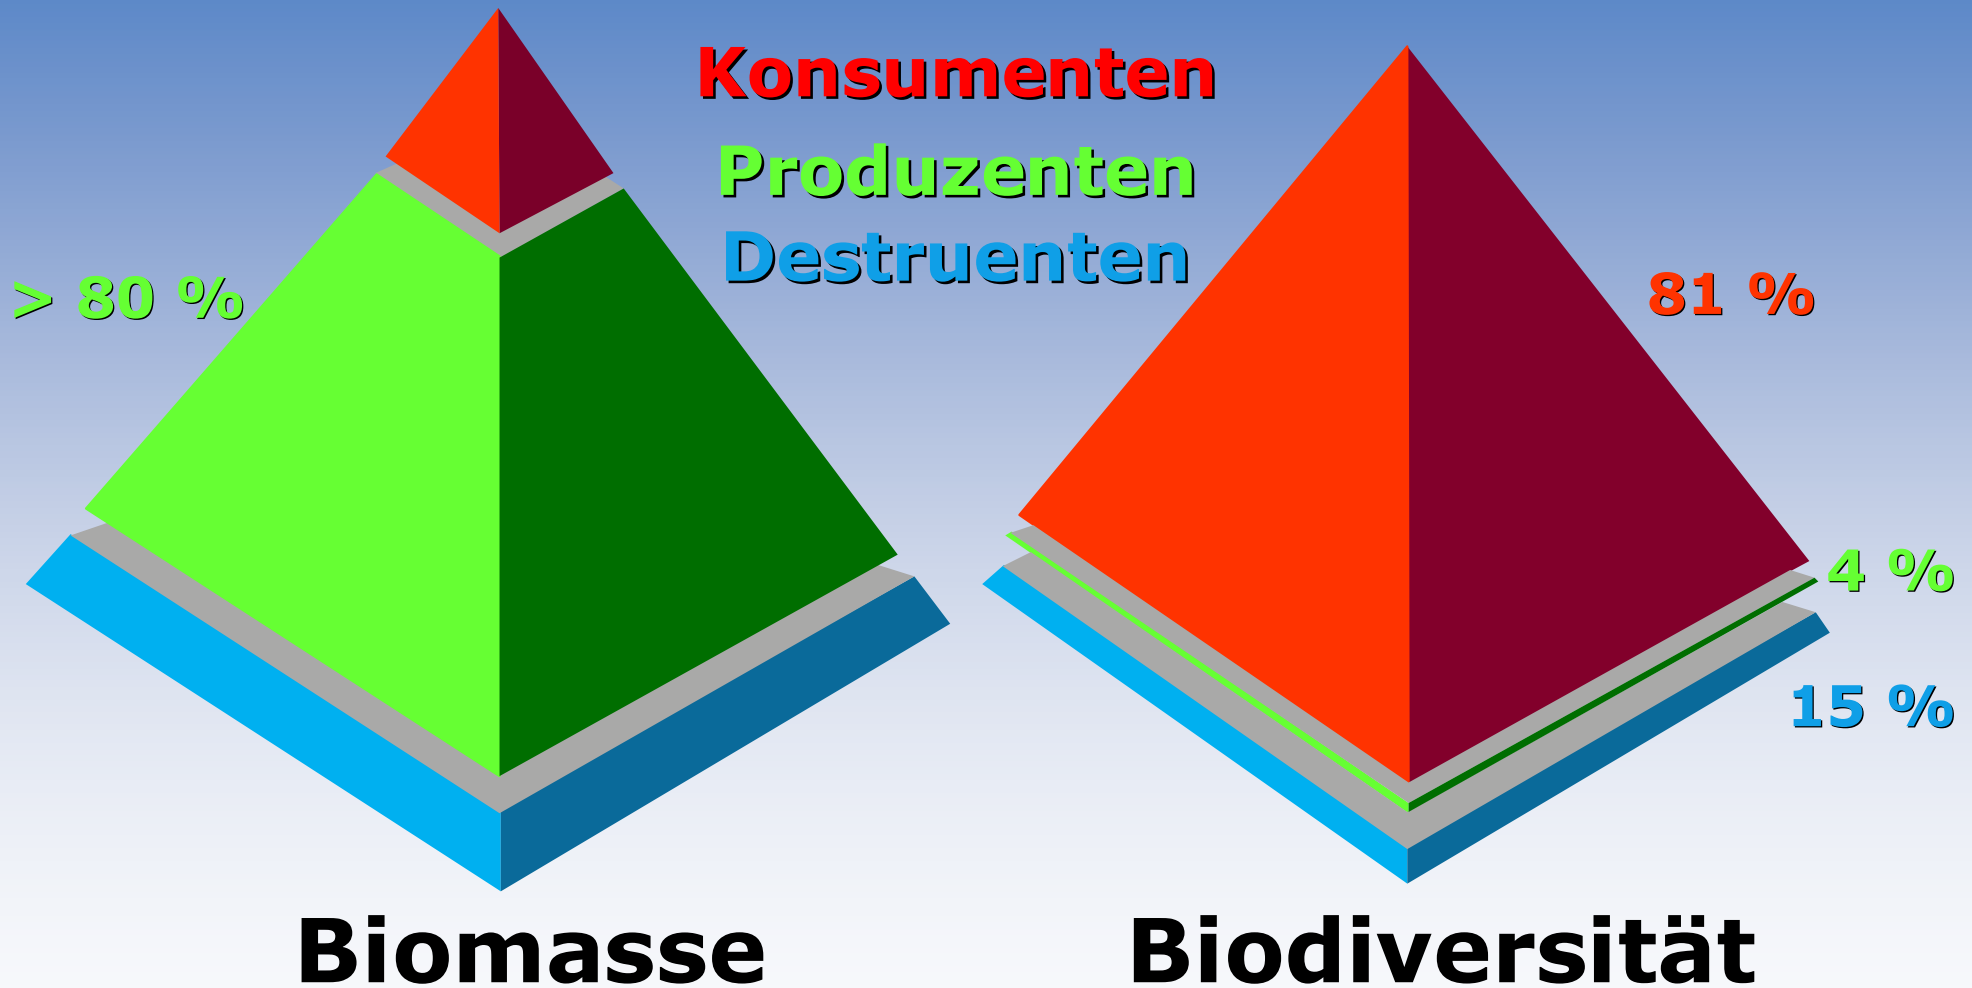 Konsumenten
Produzenten
Destruenten
> 80 %
81 %
4 %
15 %
Biomasse
Biodiversität